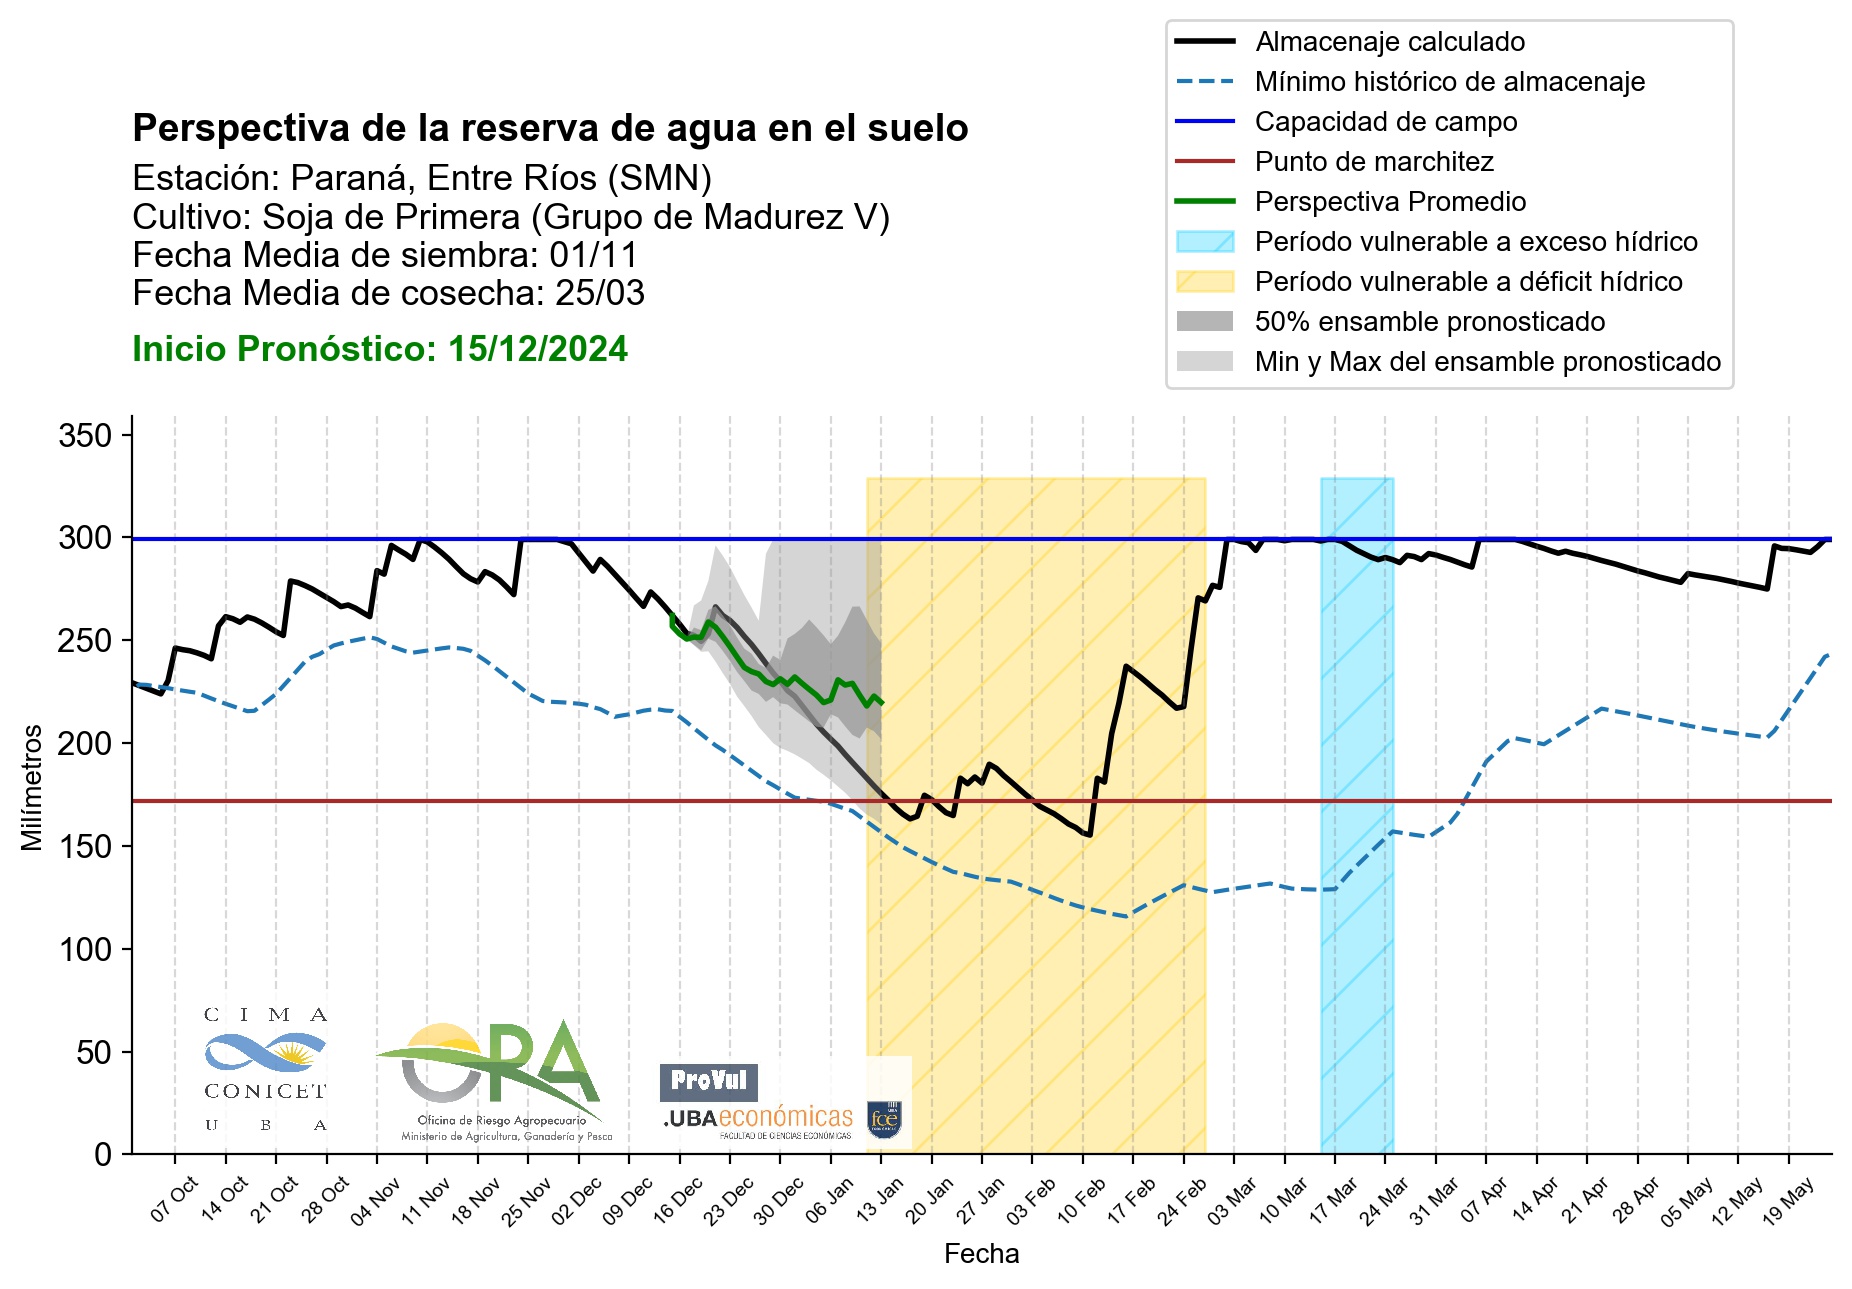 Almacenaje calculado
Mínimo histórico de almacenaje
Capacidad de campo
Punto de marchitez
Perspectiva Promedio
Período vulnerable a exceso hídrico
Período vulnerable a déficit hídrico
50% ensamble pronosticado
Min y Max del ensamble pronosticado
Perspectiva de la reserva de agua en el suelo
Estación: Paraná, Entre Ríos (SMN)
Cultivo: Soja de Primera (Grupo de Madurez V)
Fecha Media de siembra: 01/11
Fecha Media de cosecha: 25/03
Inicio Pronóstico: 15/12/2024
Milímetros
350
300
250
200
150
100
50
0
CIMA
CONICET
UBA
OPA
Oficina de Riesgo Agropecuario
Ministerio de Agricultura, Ganadería y Pesca
ProVul
.UBAeconómicas
FACULTAD DE CIENCIAS ECONÓMICAS
UBA
fce
07 Oct
14 Oct
21 Oct
28 Oct
04 Nov
11 Nov
18 Nov
25 Nov
02 Dec
09 Dec
16 Dec
23 Dec
30 Dec
06 Jan
13 Jan
20 Jan
27 Jan
03 Feb
10 Feb
17 Feb
24 Feb
03 Mar
10 Mar
17 Mar
24 Mar
31 Mar
07 Apr
14 Apr
21 Apr
28 Apr
05 May
12 May
19 May
Fecha